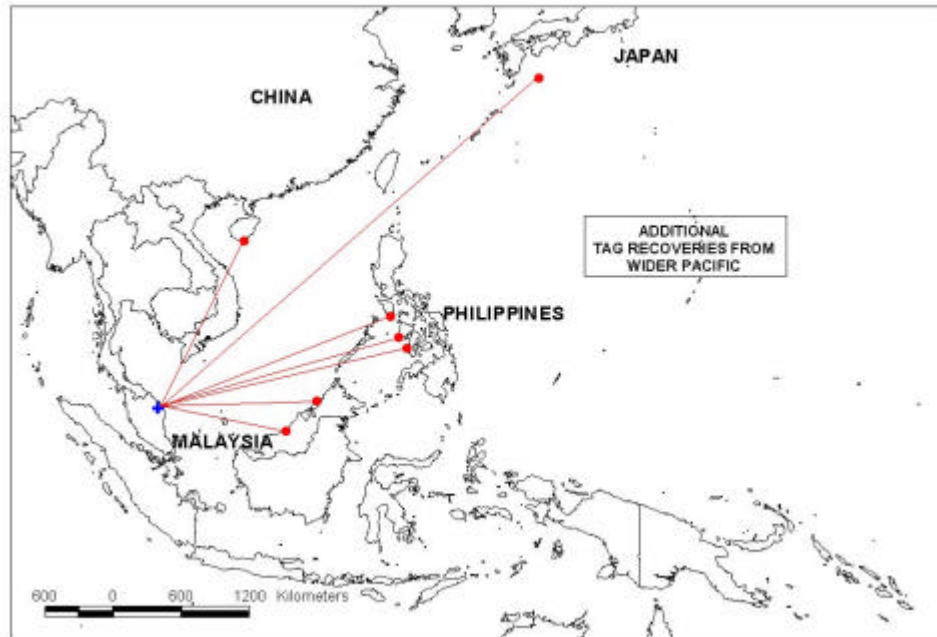 JAPAN
CHINA
ADDITIONAL
TAG RECOVERIES FROM
WIDER PACIFIC
PHILIPPINES
MALAYSIA
600 0 600 1200 Kilometers